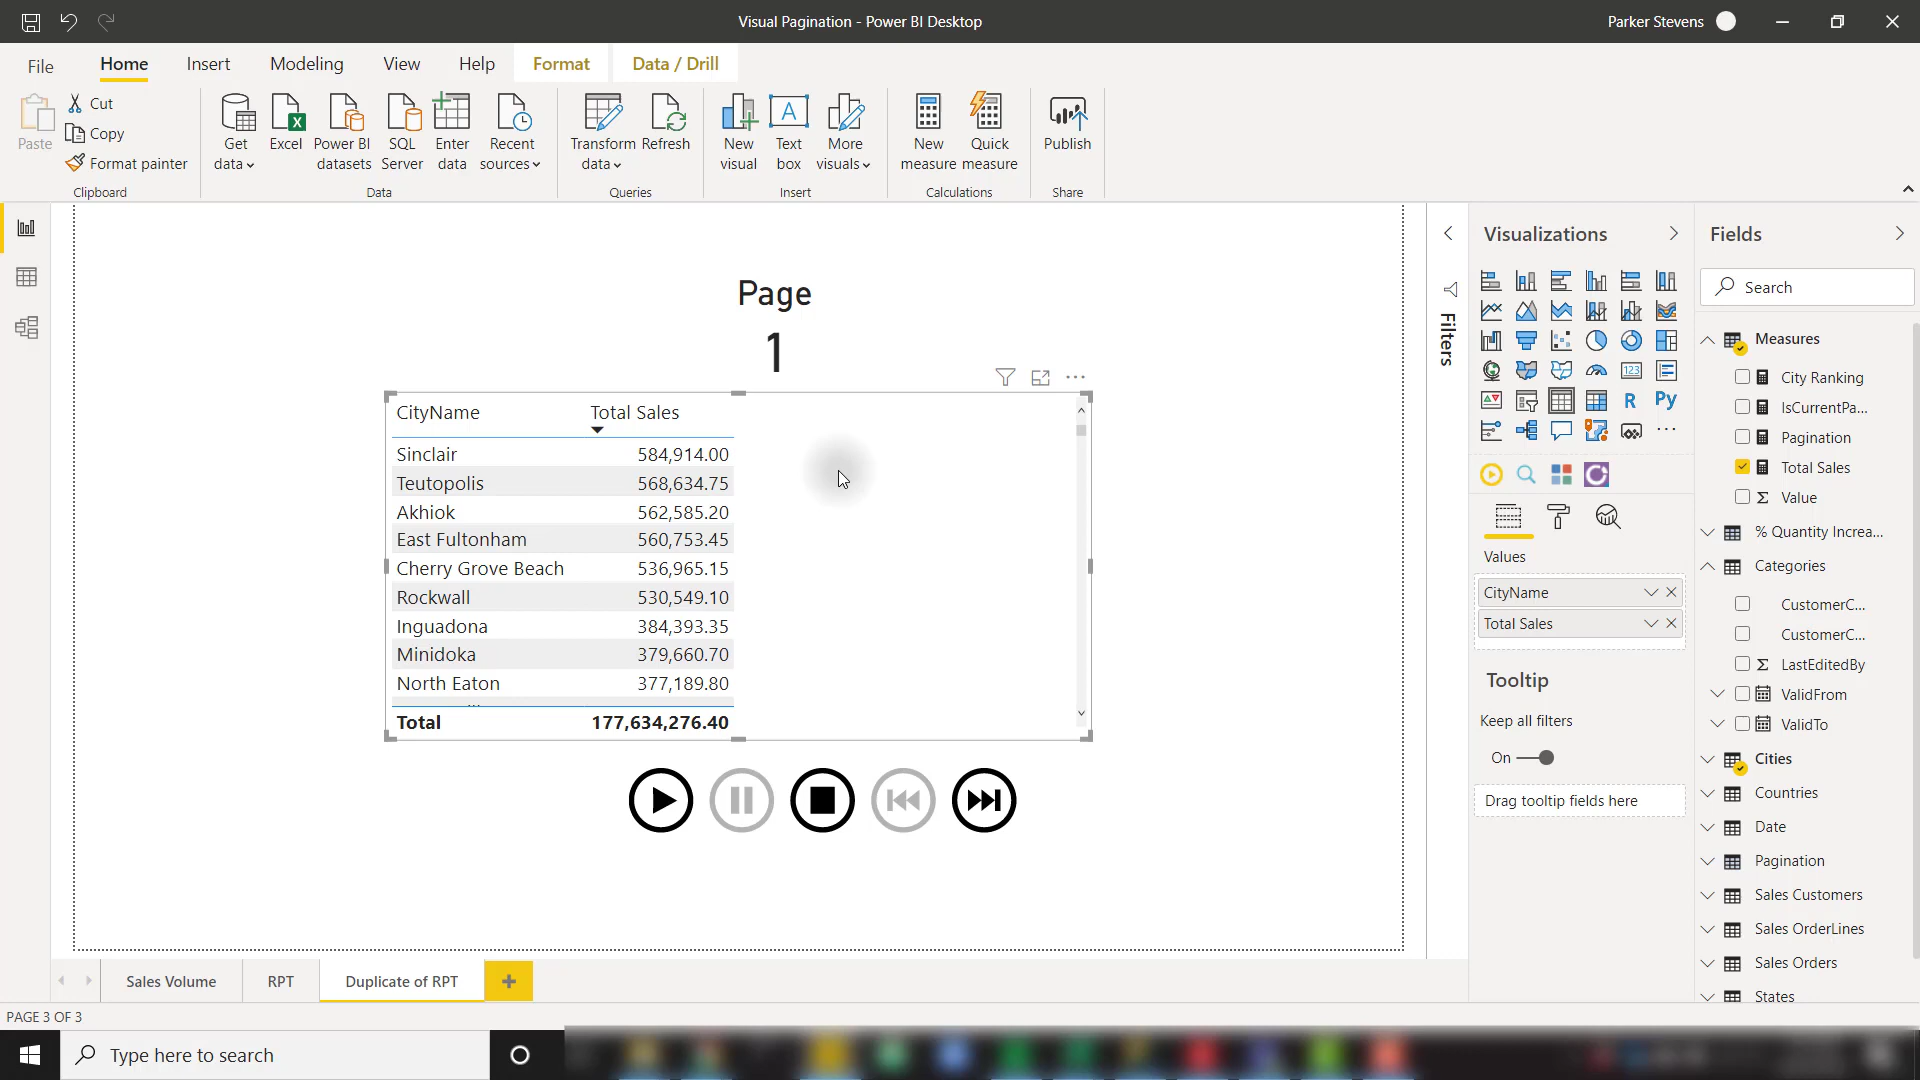 Visual Pagination - Power BI Desktop
Parker Stevens
File
Home
Insert
Modeling
View
Help
Format
Data / Drill
Paste
Cut
Copy
Format painter
Clipboard
Get data
Excel
Power BI datasets
SQL Server
Enter data
Recent sources
Data
Transform data
Refresh
Queries
New visual
A
Text box
More visuals
Insert
New measure
Quick measure
Calculations
Publish
Share
Page
1
CityName Total Sales
Sinclair 584,914.00
Teutopolis 568,634.75
Akhiok 562,585.20
East Fultonham 560,753.45
Cherry Grove Beach 536,965.15
Rockwall 530,549.10
Inguadona 384,393.35
Minidoka 379,660.70
North Eaton 377,189.80
Total 177,634,276.40
Filters
Visualizations
123
R
Py
Values
CityName
Total Sales
Tooltip
Keep all filters
On
Drag tooltip fields here
Fields
Search
Measures
City Ranking
IsCurrentPa...
Pagination
Total Sales
Σ Value
% Quantity Increa...
Categories
CustomerC...
CustomerC...
Σ LastEditedBy
ValidFrom
ValidTo
Cities
Countries
Date
Pagination
Sales Customers
Sales OrderLines
Sales Orders
States
Sales Volume
RPT
Duplicate of RPT
+
PAGE 3 OF 3
Type here to search